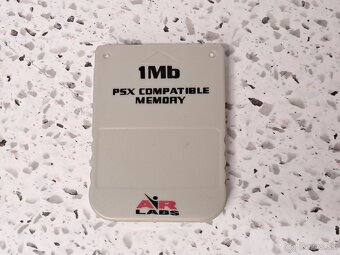 1Mb
PSX COMPATIBLE
MEMORY
AIR
LABS